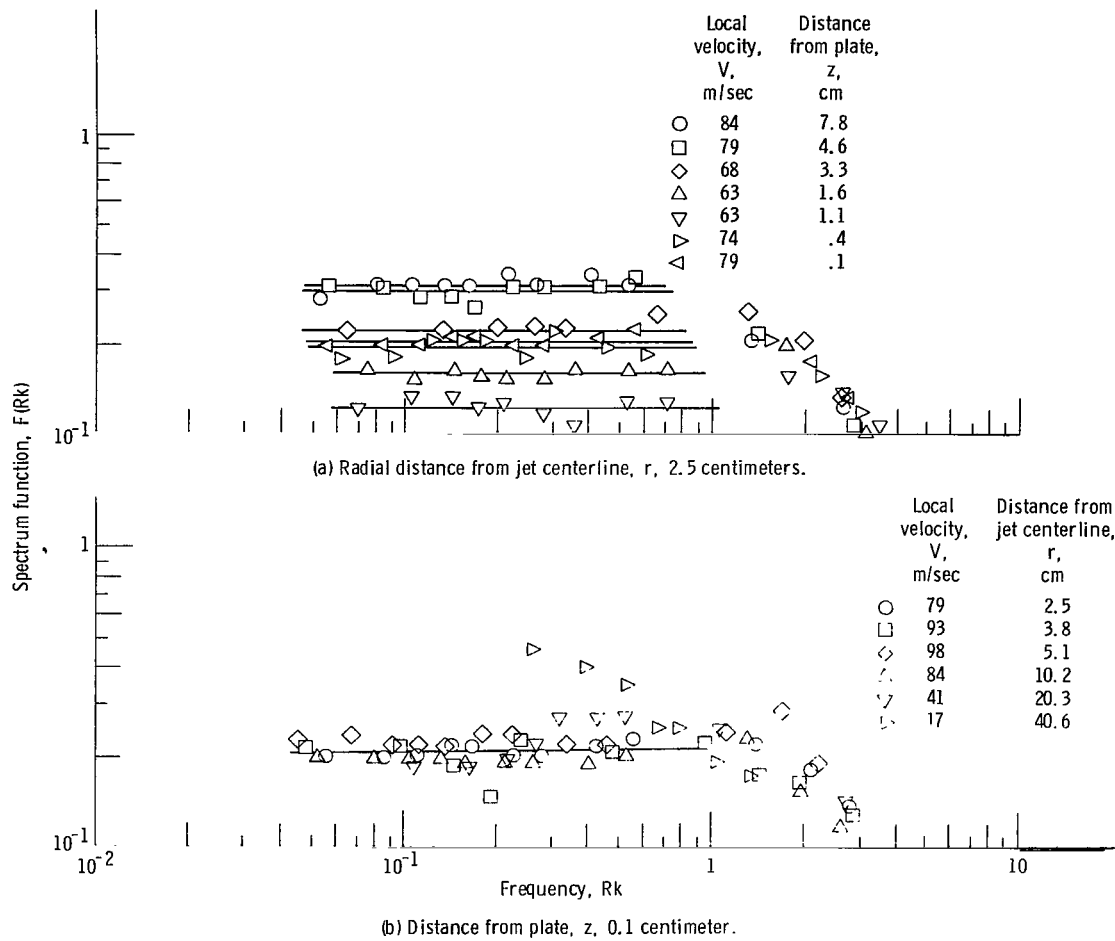 Local Distance
velocity, from plate,
V, z,
m/sec cm
84 7.8
79 4.6
68 3.3
63 1.6
63 1.1
74 .4
79 .1
1
10-1
(a) Radial distance from jet centerline, r, 2.5 centimeters.
Spectrum function, F(Rk)
Local Distance from
velocity, jet centerline,
V, r,
m/sec cm
79 2.5
93 3.8
98 5.1
84 10.2
41 20.3
17 40.6
1
10-1
10-2 10-1 1 10
Frequency, Rk
(b) Distance from plate, z, 0.1 centimeter.